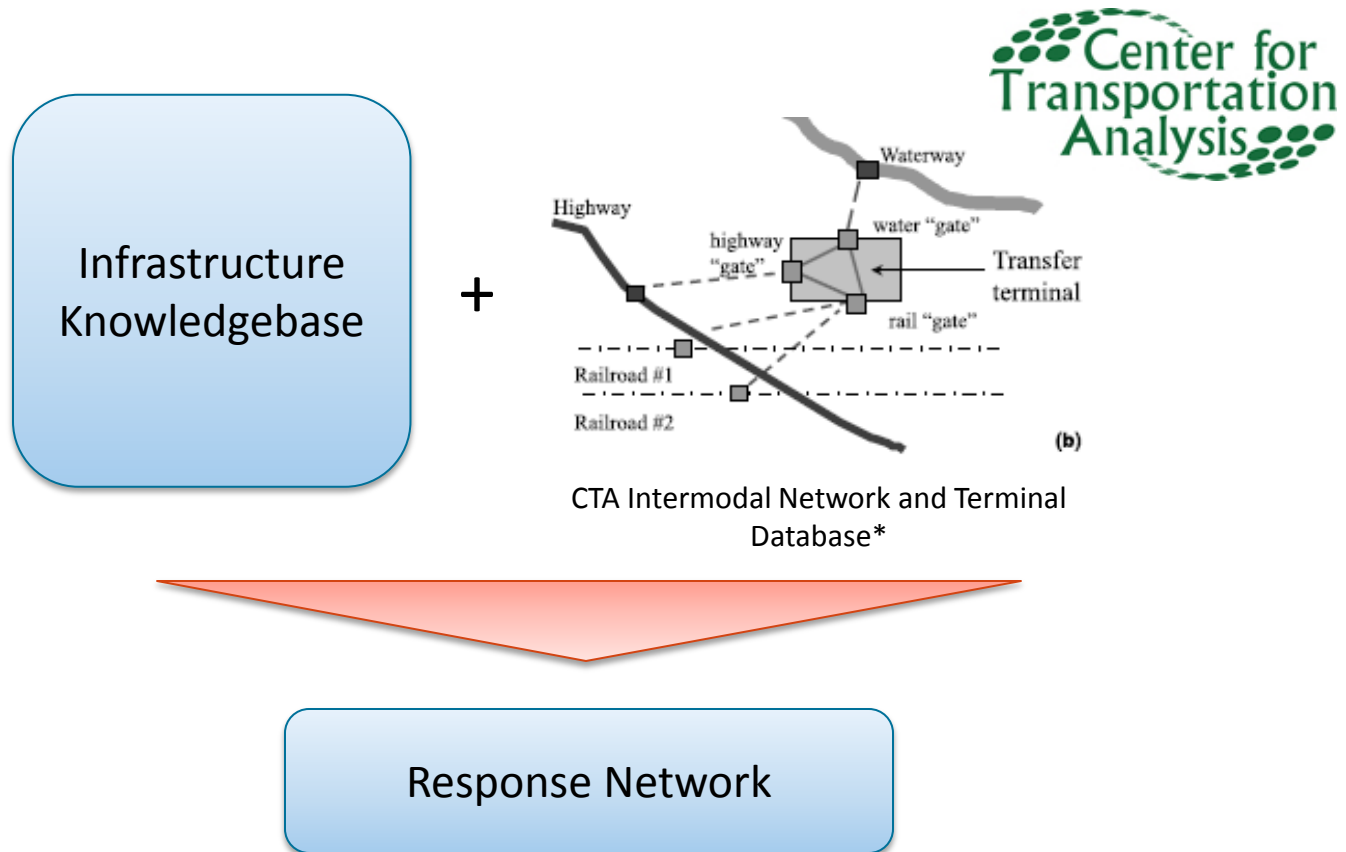 Center for
Transportation
Analysis
Infrastructure
Knowledgebase
+
Waterway
Highway
water “gate”
highway
“gate”
Transfer
terminal
rail “gate”
Railroad #1
Railroad #2
(b)
CTA Intermodal Network and Terminal
Database*
Response Network